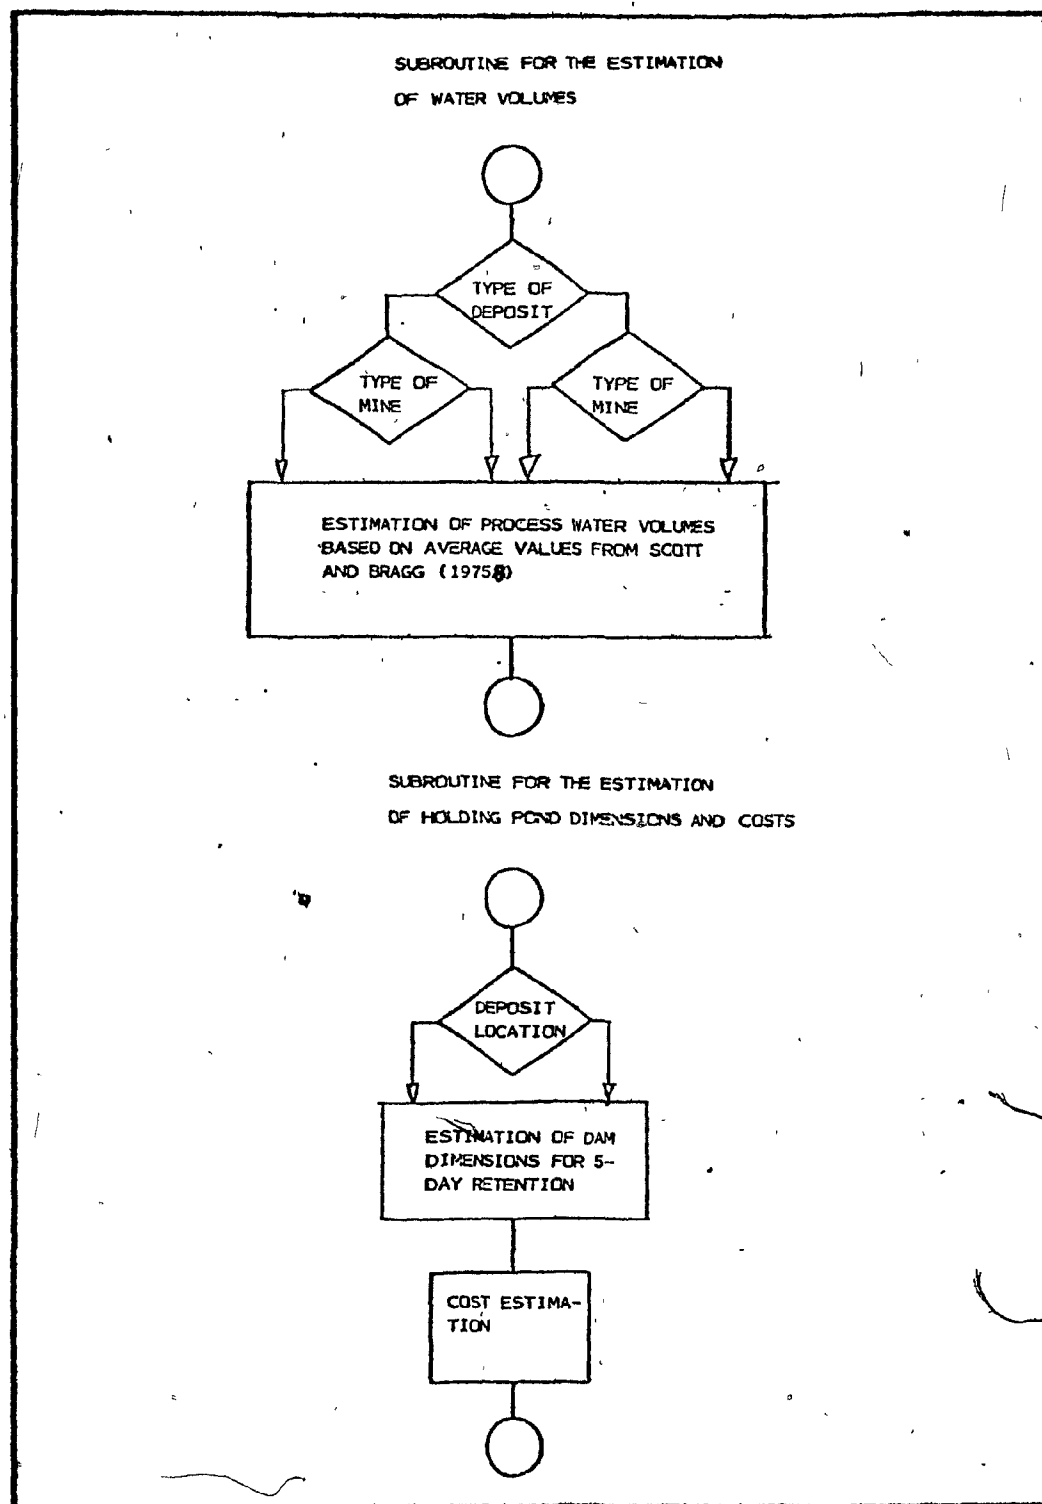 SUBROUTINE FOR THE ESTIMATION
OF WATER VOLUMES
TYPE OF
DEPOSIT
TYPE OF
MINE
TYPE OF
MINE
ESTIMATION OF PROCESS WATER VOLUMES
BASED ON AVERAGE VALUES FROM SCOTT
AND BRAGG (1975)
SUBROUTINE FOR THE ESTIMATION
OF HOLDING POND DIMENSIONS AND COSTS
DEPOSIT
LOCATION
ESTIMATION OF DAM
DIMENSIONS FOR 5-
DAY RETENTION
COST ESTIMA-
TION